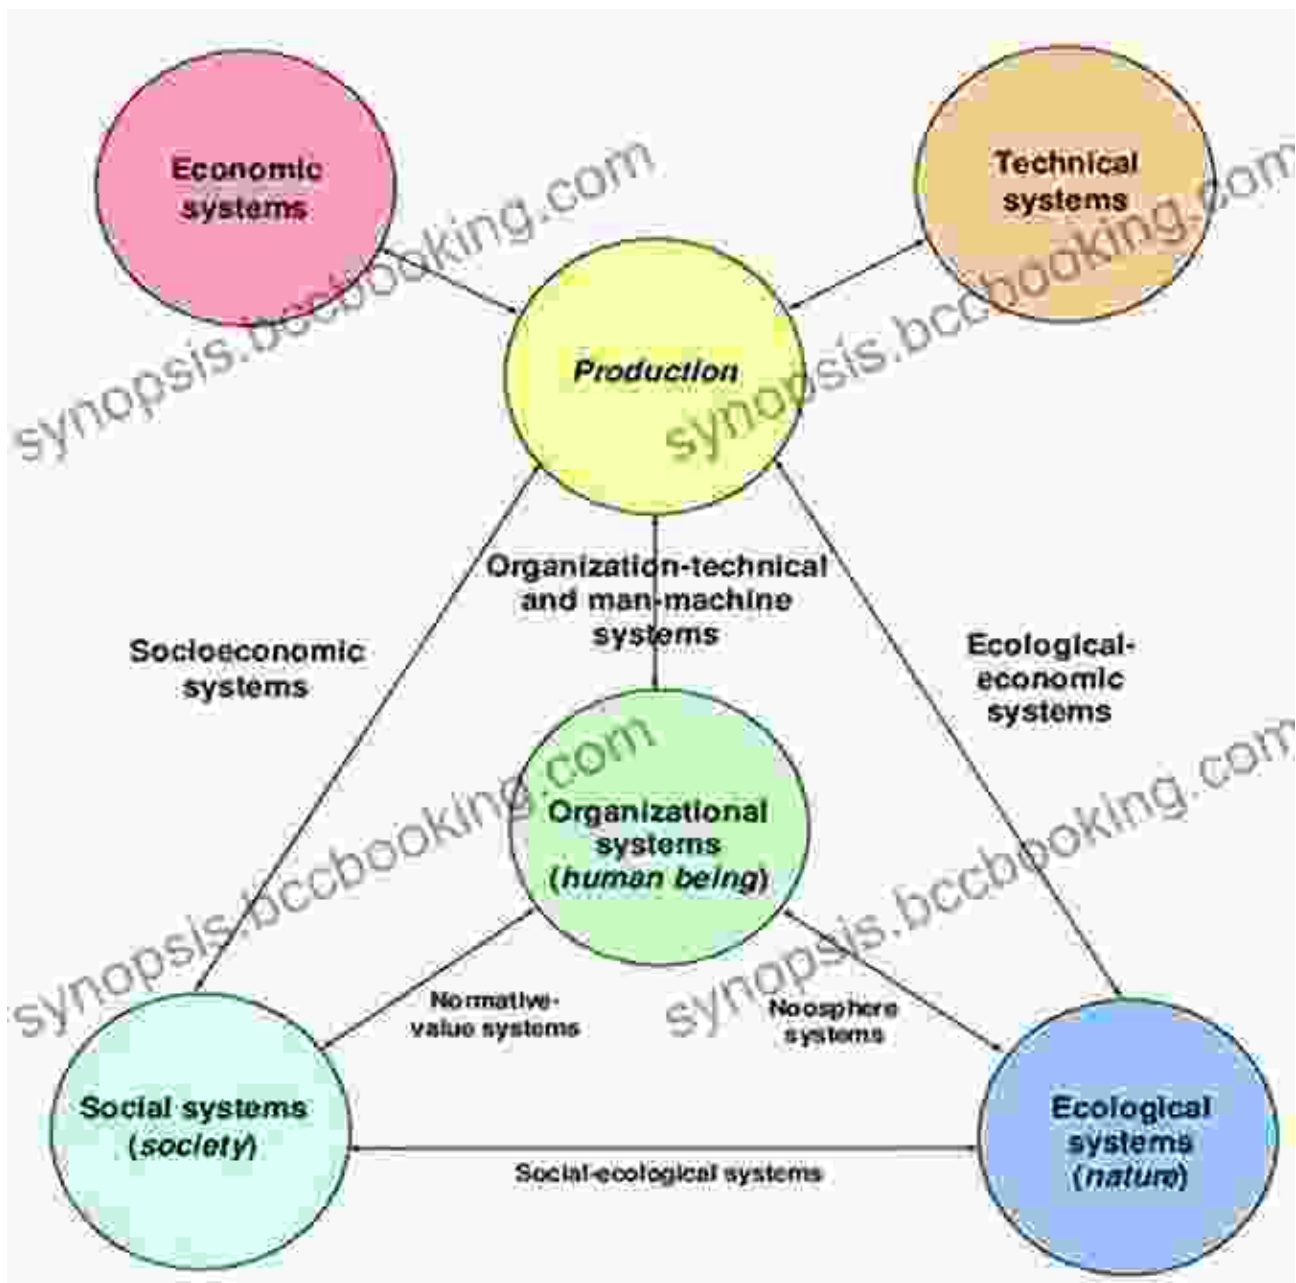 Economic
systems
Technical
systems
synopsis.bccbooking.com
synopsis.bccbooking.com
Production
Organization-technical
and man-machine
systems
Socioeconomic
systems
Ecological-
economic
systems
synopsis.bccbooking.com
synopsis.bccbooking.com
Organizational
systems
(human being)
Normative-
value systems
Noosphere
systems
Social systems
(society)
Ecological
systems
(nature)
Social-ecological systems